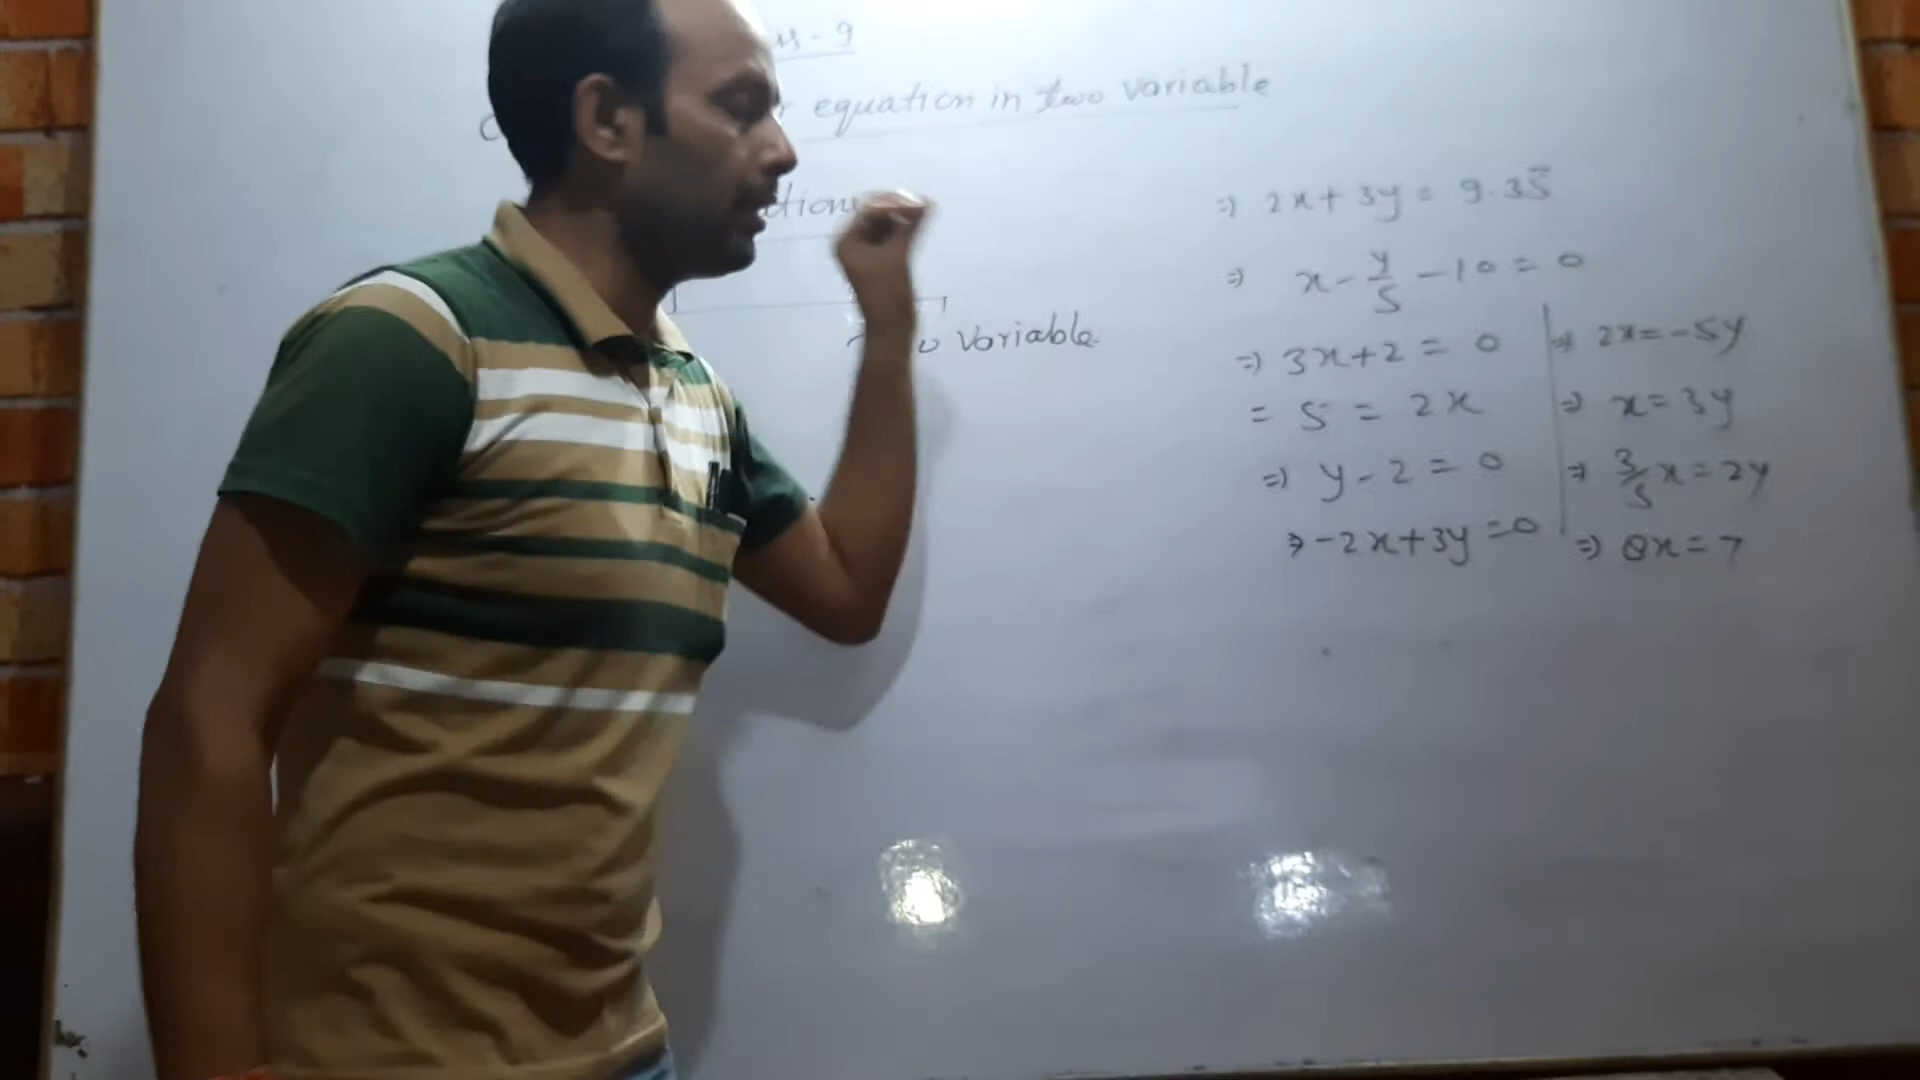 - 9
equation in two variable
Variable
=) 2x + 3y = 9.35̅
=) x - y/5 - 10 = 0
=) 3x + 2 = 0
= 5 = 2x
=) y - 2 = 0
=> -2x + 3y = 0
=> 2x = -5y
=> x = 3y
=> 3/5 x = 2y
=) 8x = 7